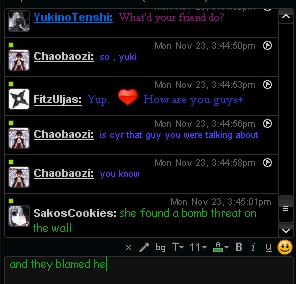 YukinoTenshi: What'd your friend do?
Mon Nov 23, 3:44:50pm
Chaobaozi: so , yuki
Mon Nov 23, 3:44:53pm
FitzUljas: Yup. How are you guys+
Mon Nov 23, 3:44:56pm
Chaobaozi: is cyr that guy you were talking about
Mon Nov 23, 3:44:58pm
Chaobaozi: you know
Mon Nov 23, 3:45:01pm
SakosCookies: she found a bomb threat on
the wall
× bg T 11 A B i u
and they blamed he